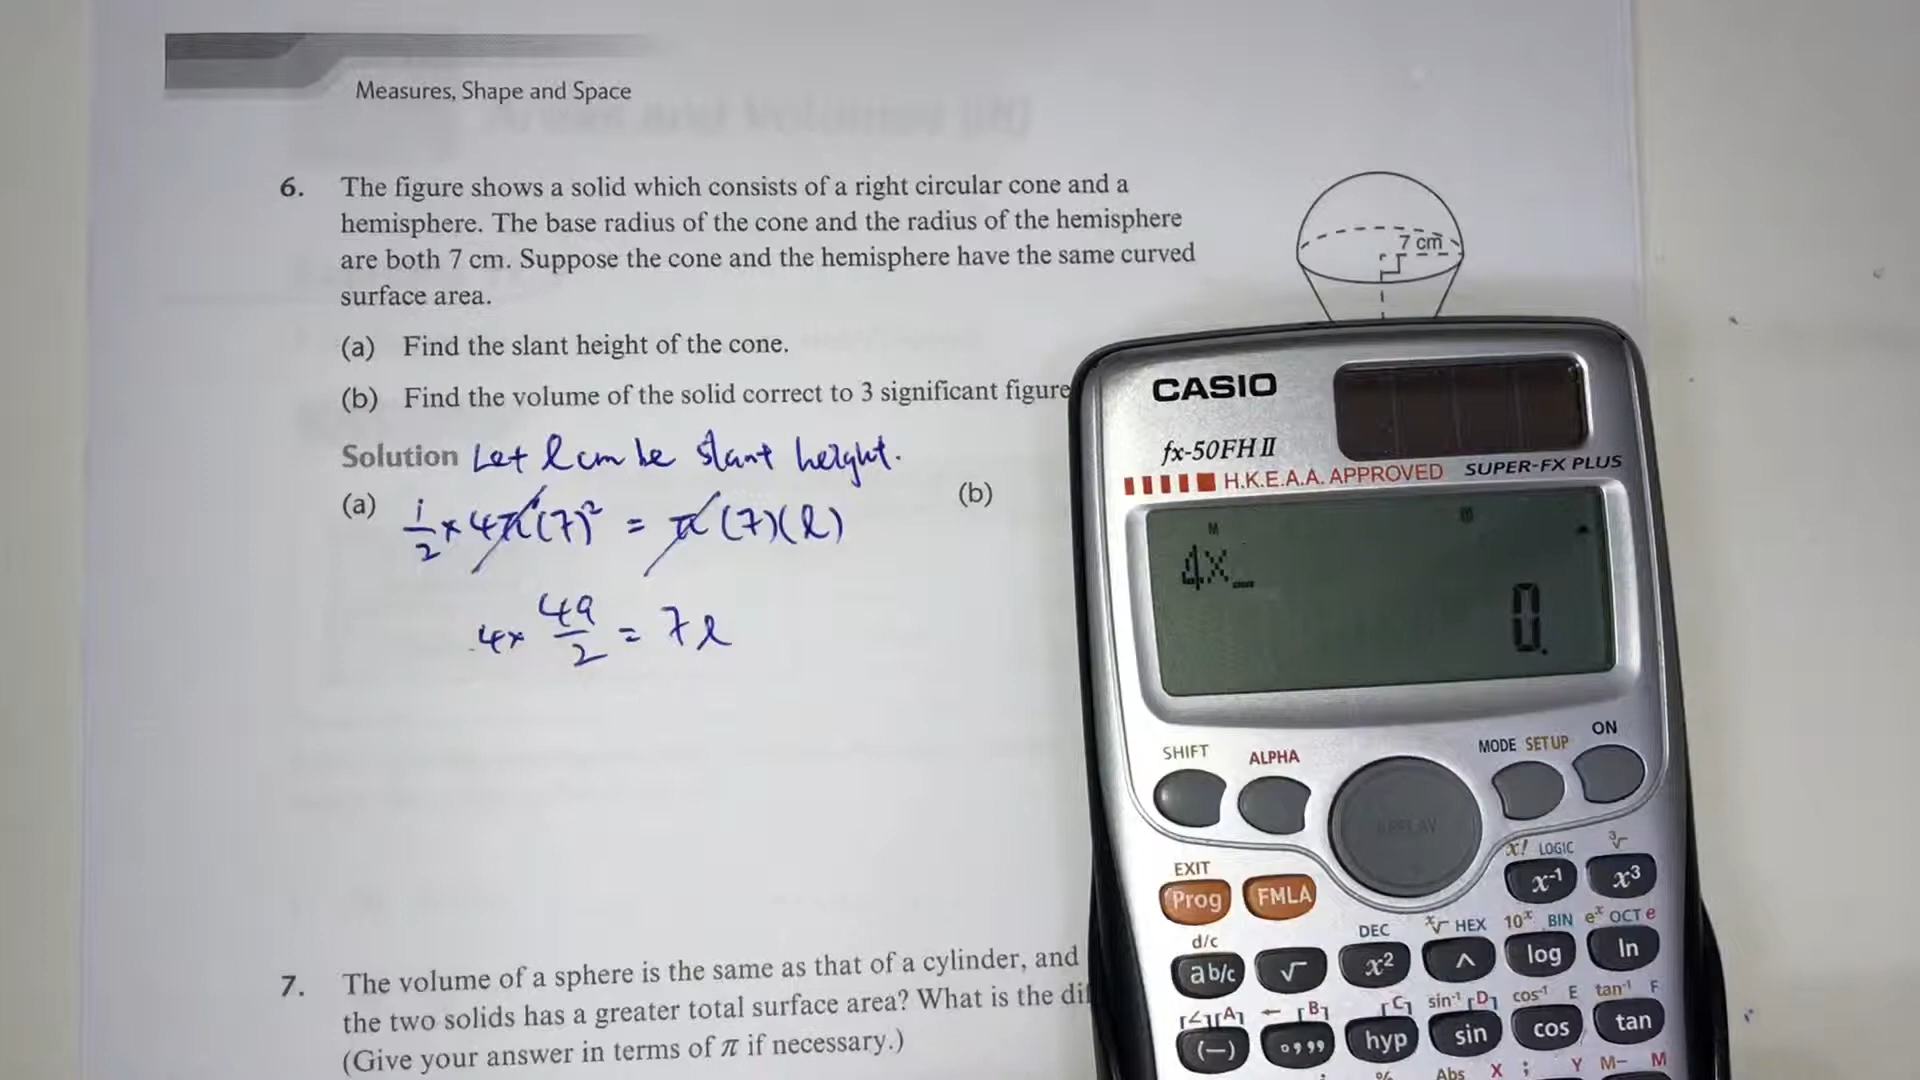 Measures, Shape and Space
6. The figure shows a solid which consists of a right circular cone and a
hemisphere. The base radius of the cone and the radius of the hemisphere
are both 7 cm. Suppose the cone and the hemisphere have the same curved
surface area.
7 cm
(a) Find the slant height of the cone.
(b) Find the volume of the solid correct to 3 significant figure
Solution Let l cm be slant height.
(a) 1/2 × 4π(7)² = π(7)(l)
4× 49/2 = 7l
(b)
7. The volume of a sphere is the same as that of a cylinder, and
the two solids has a greater total surface area? What is the
(Give your answer in terms of π if necessary.)
CASIO
fx-50FH II
H.K.E.A.A. APPROVED SUPER-FX PLUS
M
4×_
0.
SHIFT ALPHA MODE SETUP ON
EXIT x! LOGIC ³√
Prog FMLA x⁻¹ x³
d/c DEC ˣ√ HEX 10ˣ BIN eˣ OCT e
ab/c √ x² ^ log ln
∠ A ← B C sin⁻¹ D cos⁻¹ E tan⁻¹ F
(−) °,,, hyp sin cos tan
% Abs X ; Y M− M